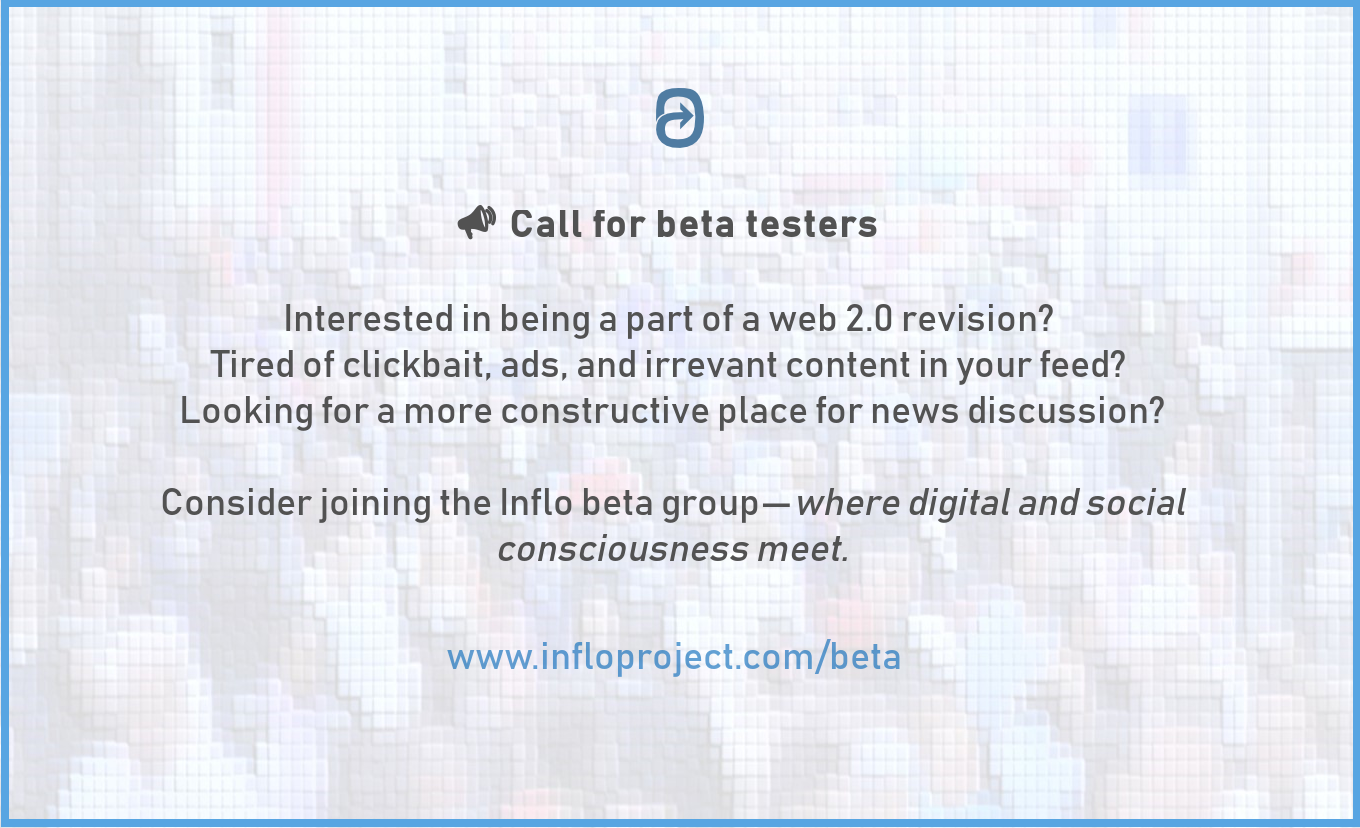 Call for beta testers
Interested in being a part of a web 2.0 revision?
Tired of clickbait, ads, and irrevant content in your feed?
Looking for a more constructive place for news discussion?
Consider joining the Inflo beta group—where digital and social
consciousness meet.
www.infloproject.com/beta